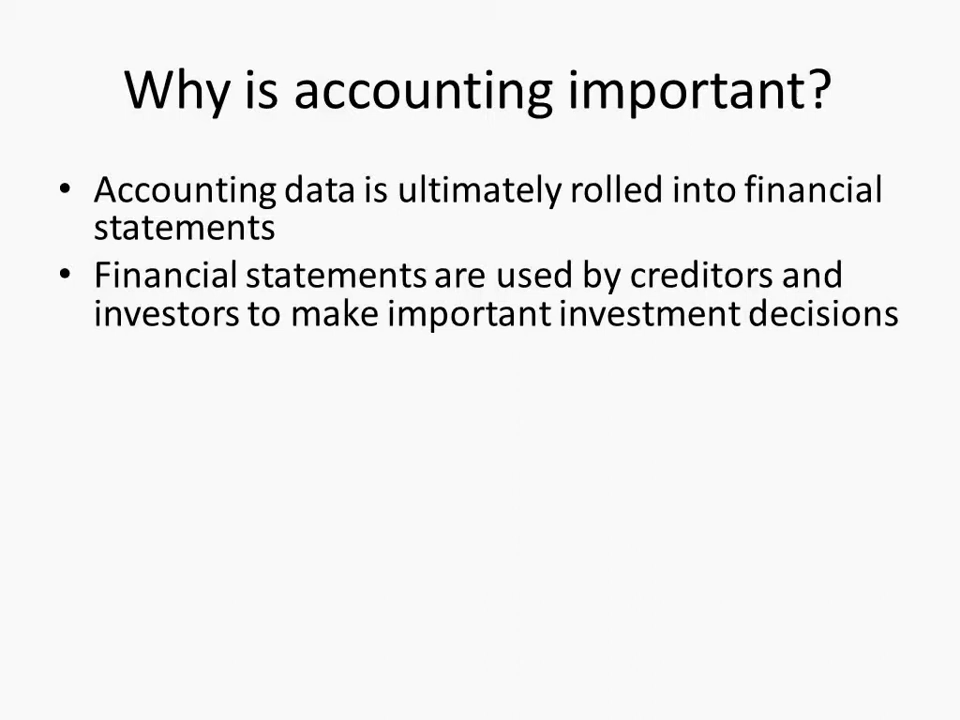 Why is accounting important?
• Accounting data is ultimately rolled into financial
statements
• Financial statements are used by creditors and
investors to make important investment decisions